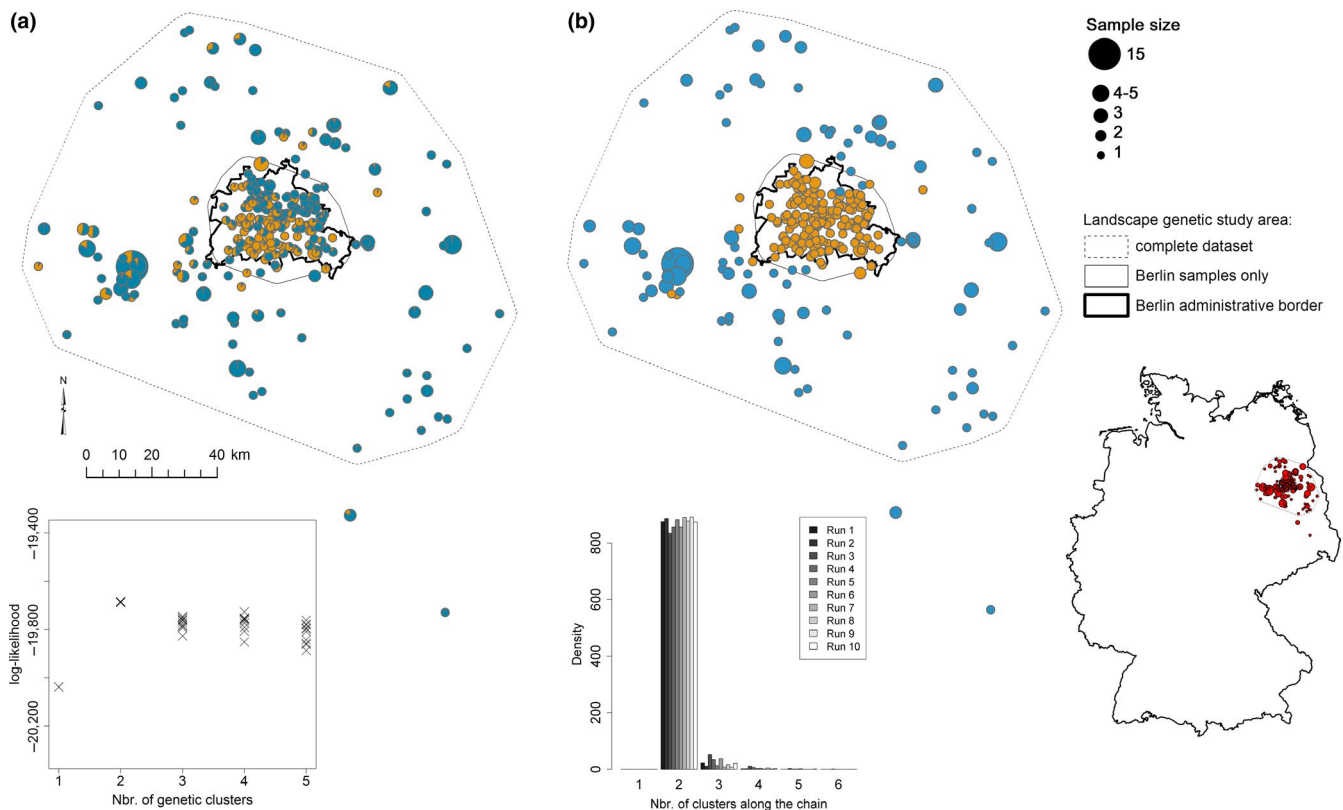 (a)
(b)
Sample size
15
4-5
3
2
1
Landscape genetic study area:
complete dataset
Berlin samples only
Berlin administrative border
N
0 10 20 30 40 km
−19,400
−19,800
−20,200
log-likelihood
1 2 3 4 5
Nbr. of genetic clusters
800
600
400
200
0
Density
Run 1
Run 2
Run 3
Run 4
Run 5
Run 6
Run 7
Run 8
Run 9
Run 10
1 2 3 4 5 6
Nbr. of clusters along the chain